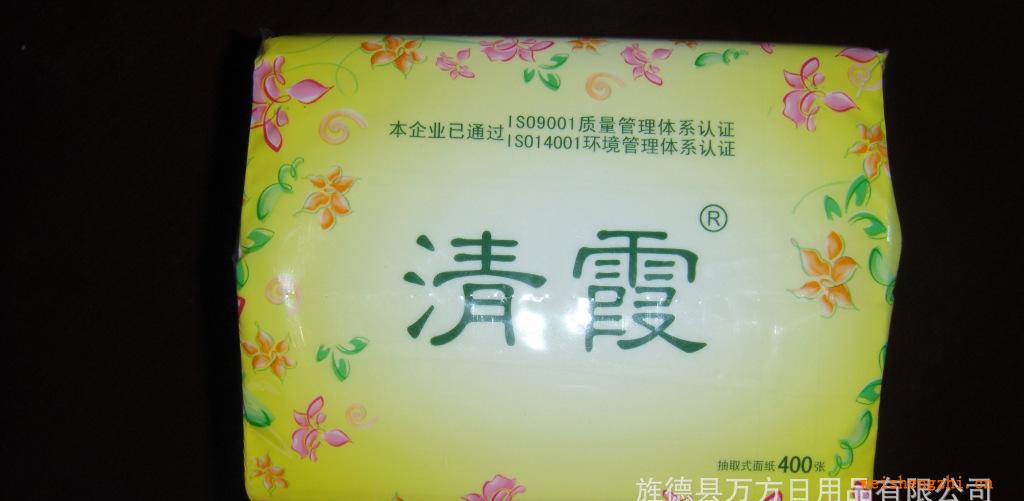 本企业已通过
ISO9001质量管理体系认证
ISO14001环境管理体系认证
清霞®
抽取式面纸400张
旌德县万方日用品有限公司
weishengzhi.cn